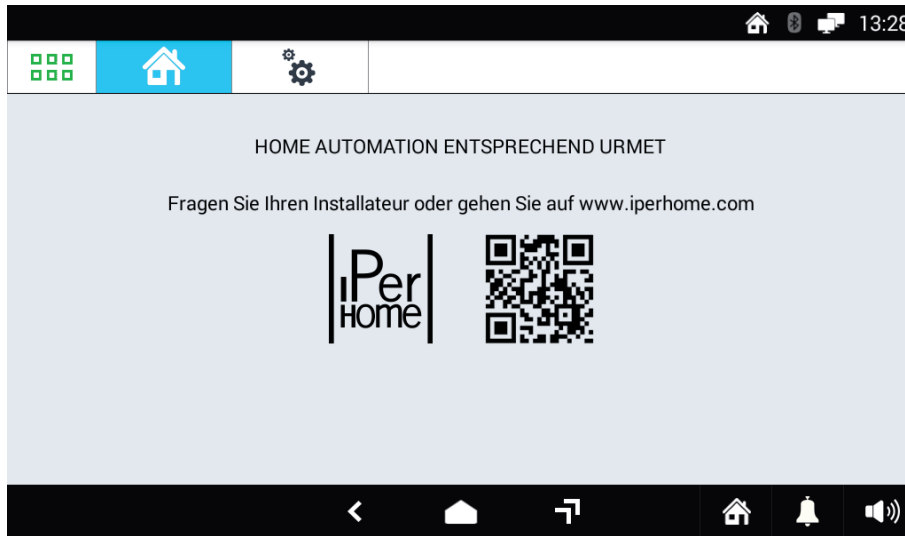 13:28
HOME AUTOMATION ENTSPRECHEND URMET
Fragen Sie Ihren Installateur oder gehen Sie auf www.iperhome.com
iPer
Home